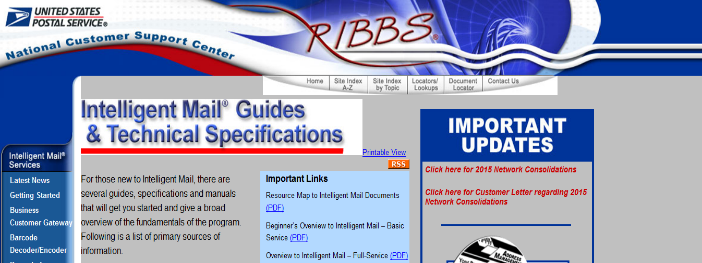 UNITED STATES
POSTAL SERVICE®
National Customer Support Center
RIBBS®
Home
Site Index
A-Z
Site Index
by Topic
Locators/
Lookups
Document
Locator
Contact Us
Intelligent Mail® Guides
& Technical Specifications
Printable View
RSS
Intelligent Mail®
Services
Latest News
Getting Started
Business
Customer Gateway
Barcode
Decoder/Encoder
For those new to Intelligent Mail, there are
several guides, specifications and manuals
that will get you started and give a broad
overview of the fundamentals of the program.
Following is a list of primary sources of
information.
Important Links
Resource Map to Intelligent Mail Documents
(PDF)
Beginner's Overview to Intelligent Mail – Basic
Service (PDF)
Overview to Intelligent Mail – Full-Service (PDF)
IMPORTANT
UPDATES
Click here for 2015 Network Consolidations
Click here for Customer Letter regarding 2015
Network Consolidations